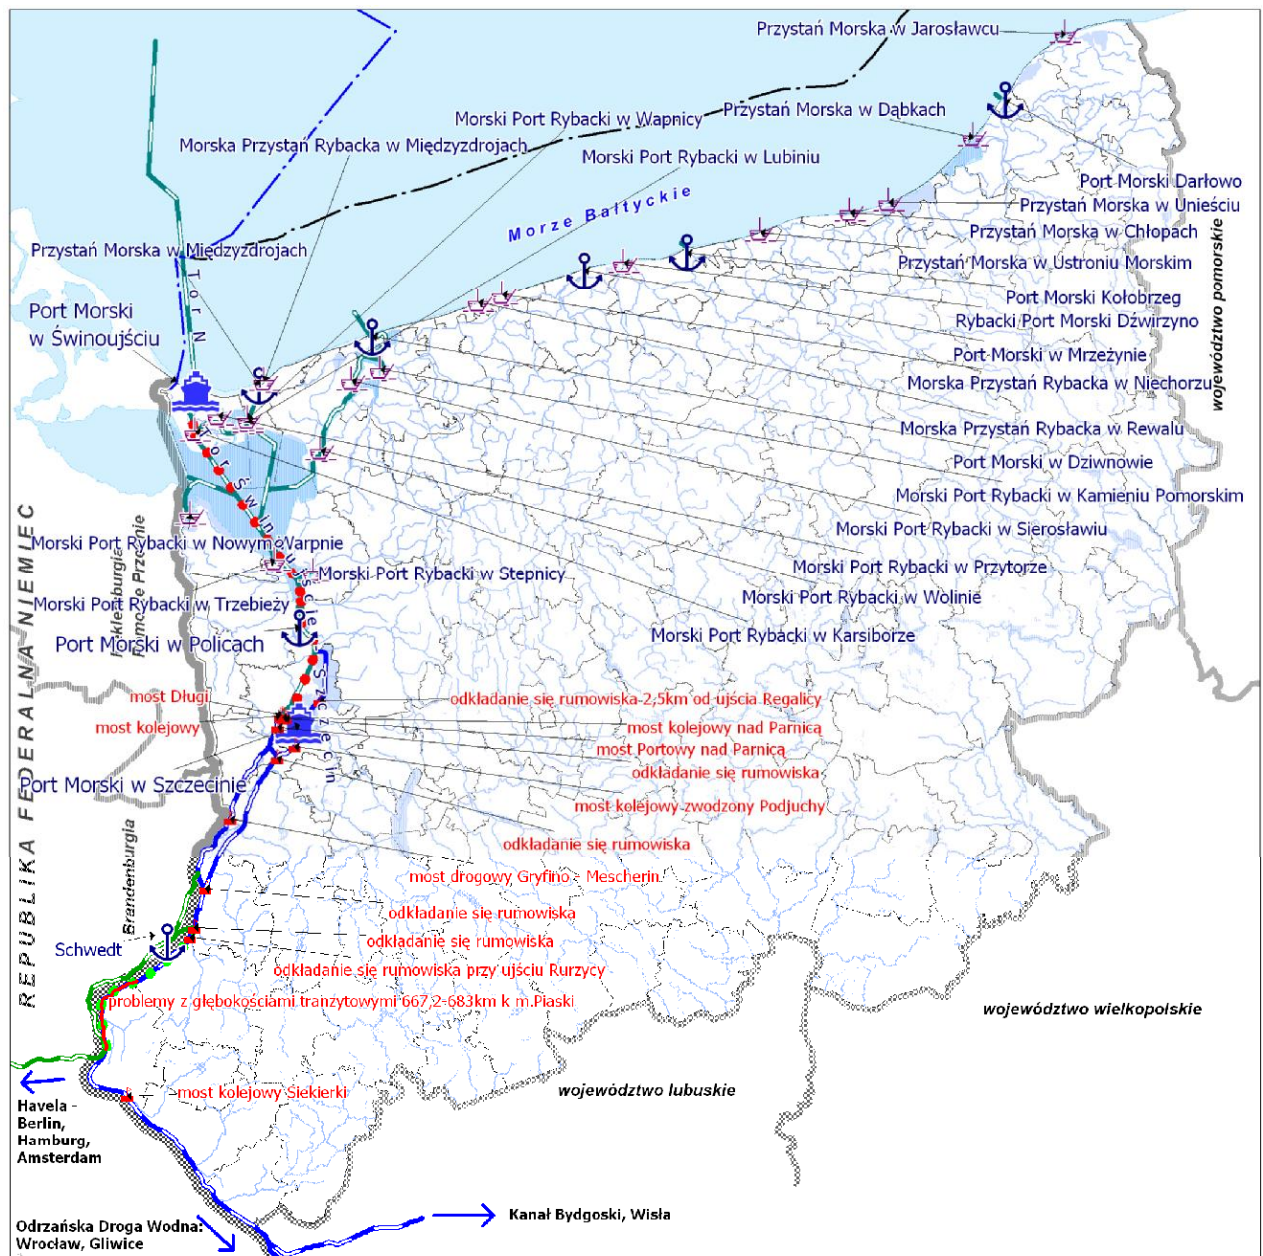 Przystań Morska w Jarosławcu
Morski Port Rybacki w Wapnicy
Przystań Morska w Dąbkach
Morska Przystań Rybacka w Międzyzdrojach
Morski Port Rybacki w Lubiniu
Port Morski Darłowo
Morze Bałtyckie
Przystań Morska w Unieściu
Przystań Morska w Chłopach
Przystań Morska w Międzyzdrojach
Przystań Morska w Ustroniu Morskim
Tor N
województwo pomorskie
Port Morski
w Świnoujściu
Port Morski Kołobrzeg
Rybacki Port Morski Dźwirzyno
Port Morski w Mrzeżynie
Morska Przystań Rybacka w Niechorzu
Morska Przystań Rybacka w Rewalu
Port Morski w Dziwnowie
Morski Port Rybacki w Kamieniu Pomorskim
Morski Port Rybacki w Sierosławiu
Tor Świnoujście - Szczecin
Morski Port Rybacki w Nowym Warpnie
Morski Port Rybacki w Przytorze
Morski Port Rybacki w Stepnicy
Morski Port Rybacki w Wolinie
Morski Port Rybacki w Trzebieży
Morski Port Rybacki w Karsiborze
Port Morski w Policach
REPUBLIKA FEDERALNA NIEMIEC
most Długi
odkładanie się rumowiska 2,5km od ujścia Regalicy
most kolejowy
most kolejowy nad Parnicą
most Portowy nad Parnicą
odkładanie się rumowiska
Port Morski w Szczecinie
most kolejowy zwodzony Podjuchy
odkładanie się rumowiska
Brandenburgia
most drogowy Gryfino - Mescherin
odkładanie się rumowiska
Schwedt
odkładanie się rumowiska
odkładanie się rumowiska przy ujściu Rurzycy
problemy z głębokościami tranzytowymi 667,2-683km k m.Piaski
województwo wielkopolskie
most kolejowy Siekierki
województwo lubuskie
Havela -
Berlin,
Hamburg,
Amsterdam
Kanał Bydgoski, Wisła
Odrzańska Droga Wodna:
Wrocław, Gliwice